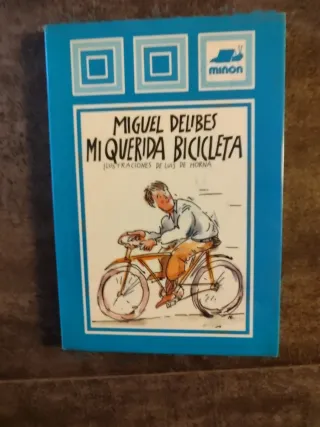 miñón
MIGUEL DELIBES
MI QUERIDA BICICLETA
ILUSTRACIONES DE LUIS DE HORNA